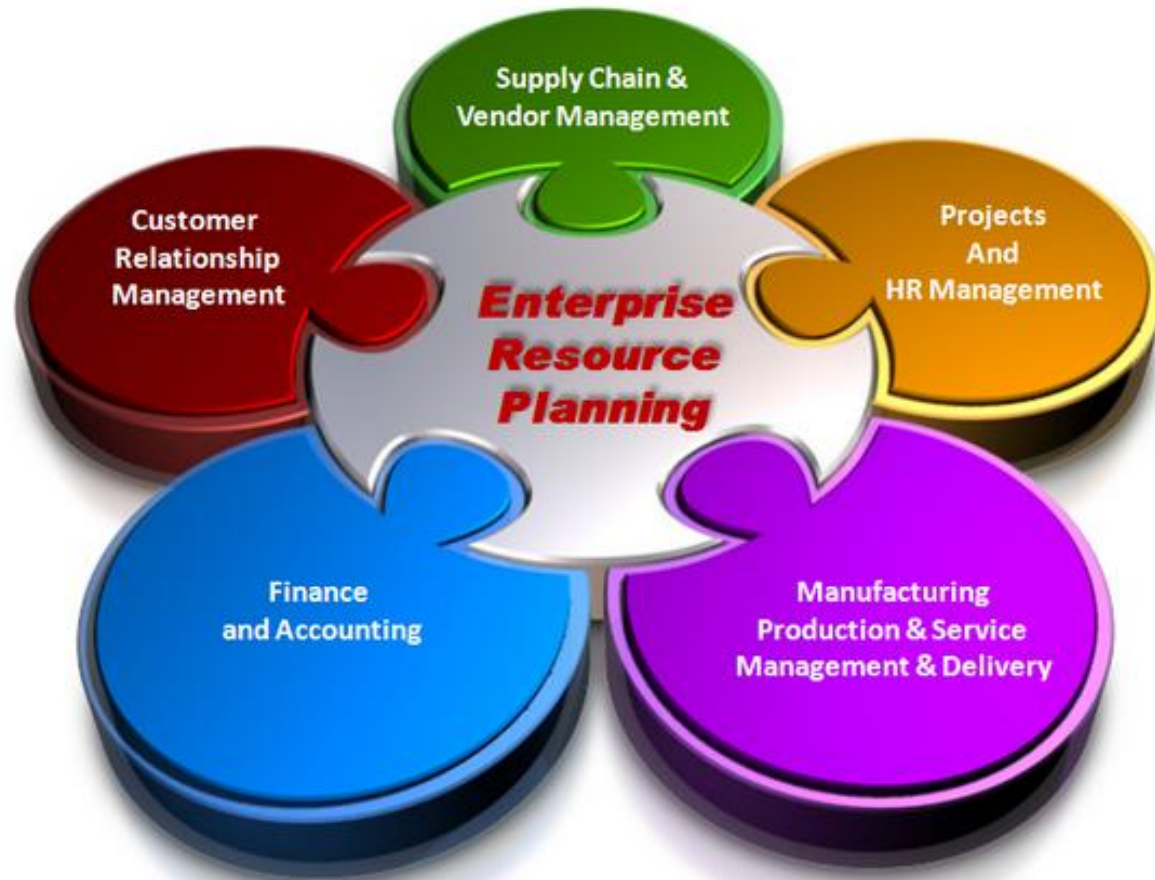 Supply Chain &
Vendor Management
Customer
Relationship
Management
Projects
And
HR Management
Enterprise
Resource
Planning
Finance
and Accounting
Manufacturing
Production & Service
Management & Delivery